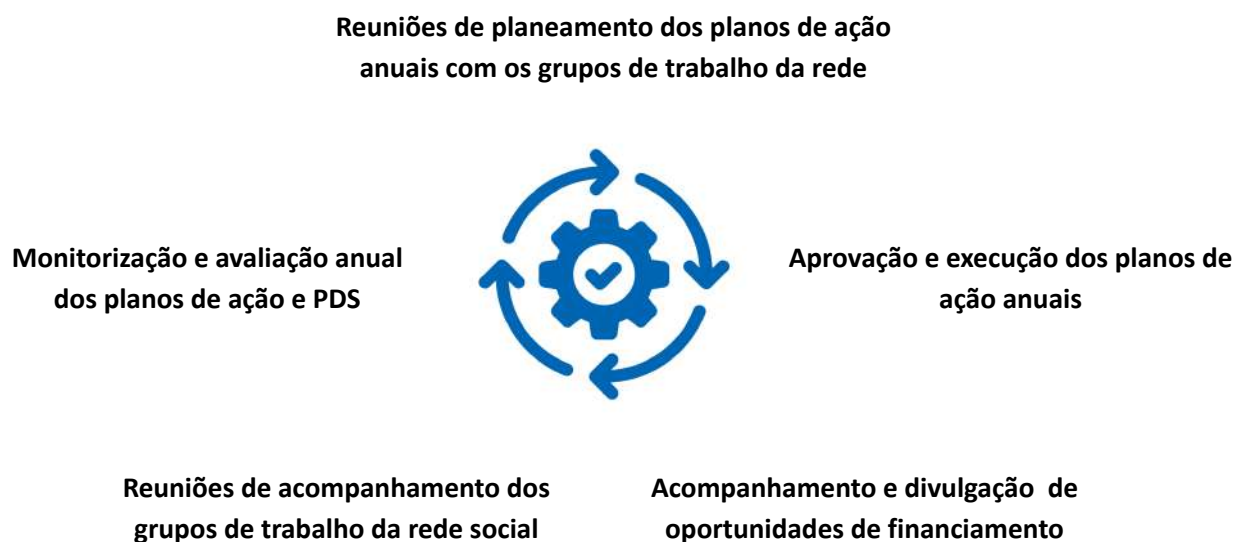 Reuniões de planeamento dos planos de ação
anuais com os grupos de trabalho da rede
Monitorização e avaliação anual
dos planos de ação e PDS
Aprovação e execução dos planos de
ação anuais
Reuniões de acompanhamento dos
grupos de trabalho da rede social
Acompanhamento e divulgação de
oportunidades de financiamento